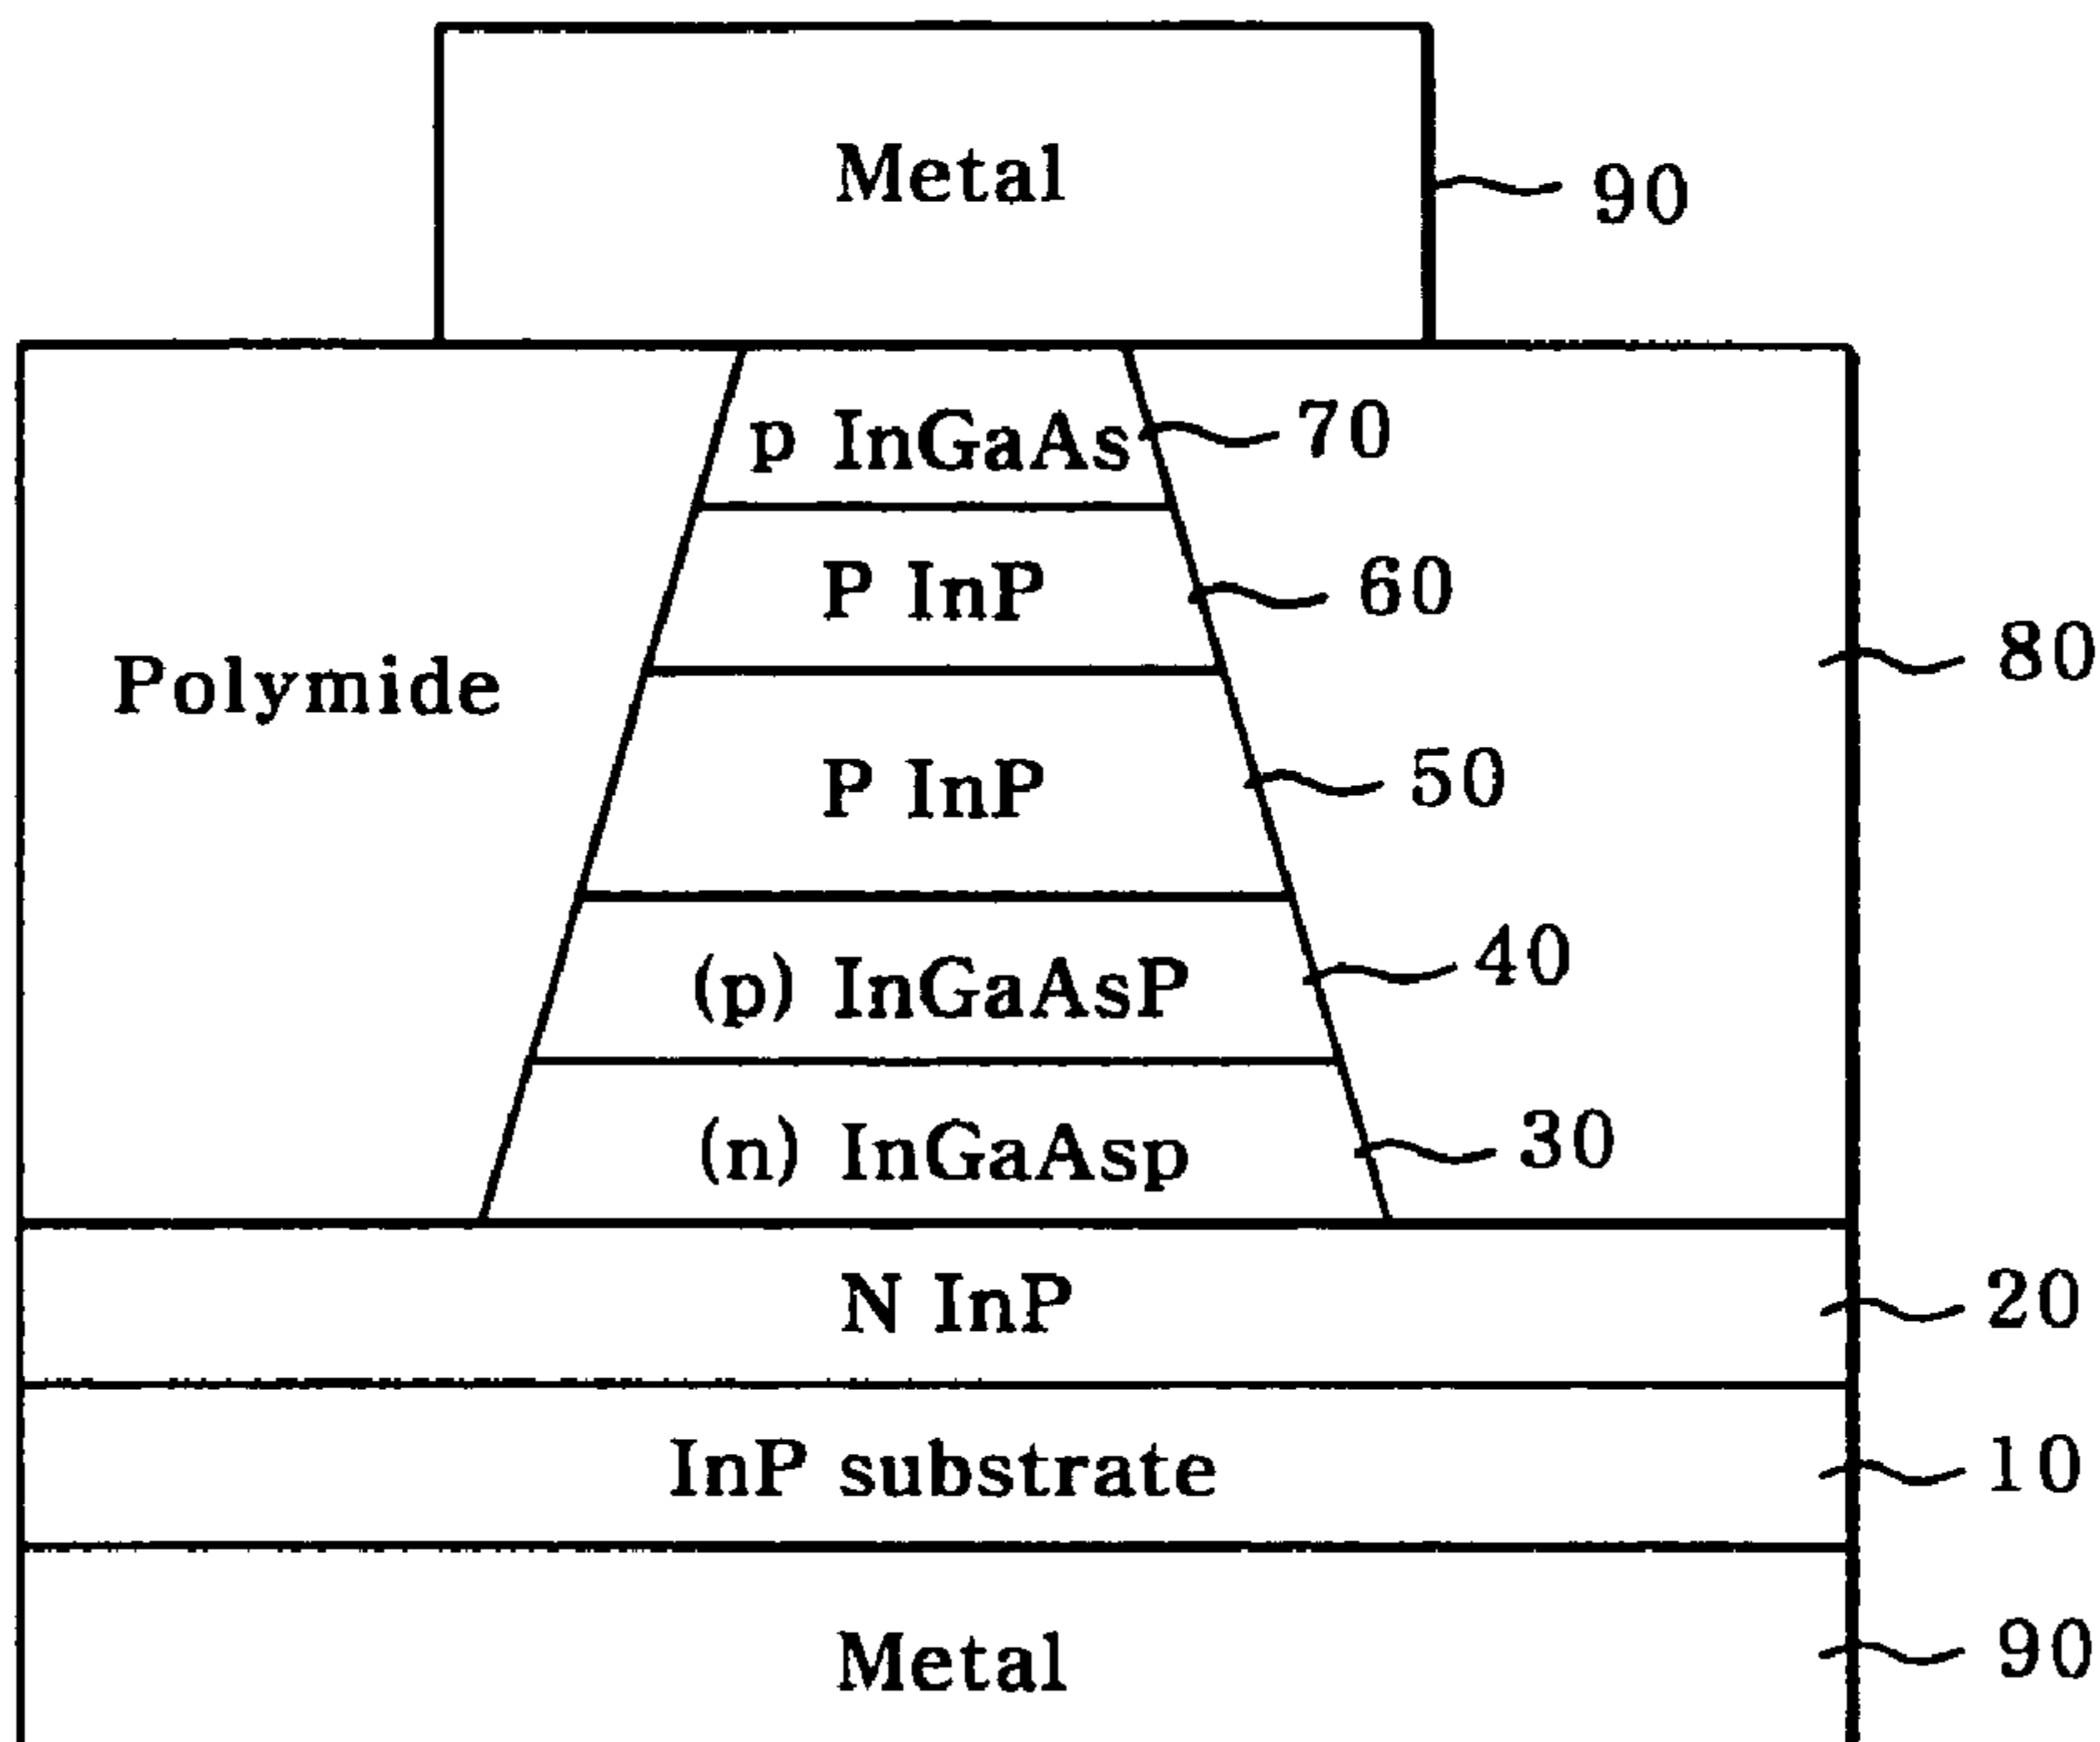 Metal
90
p InGaAs
70
P InP
60
Polymide
80
P InP
50
(p) InGaAsP
40
(n) InGaAsp
30
N InP
20
InP substrate
10
Metal
90